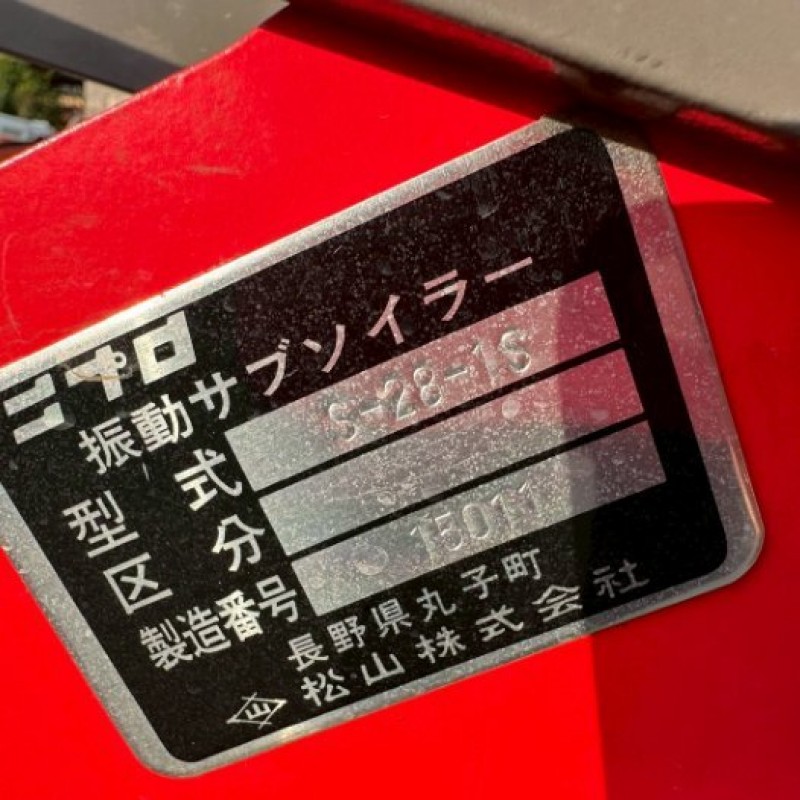 ニプロ
振動サブソイラー
型式 S-28-1S
区分
製造番号 15011
長野県丸子町
松山株式会社